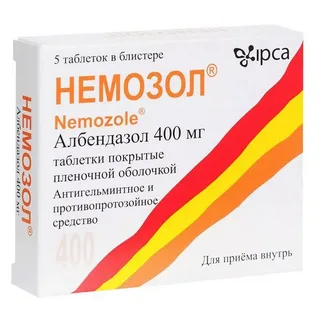 5 таблеток в блистере
ipca
НЕМОЗОЛ®
Nemozole®
Албендазол 400 мг
таблетки покрытые
пленочной оболочкой
Антигельминтное и
противопротозойное
средство
400
Для приёма внутрь
НЕМОЗОЛ®
Албендазол 400 мг